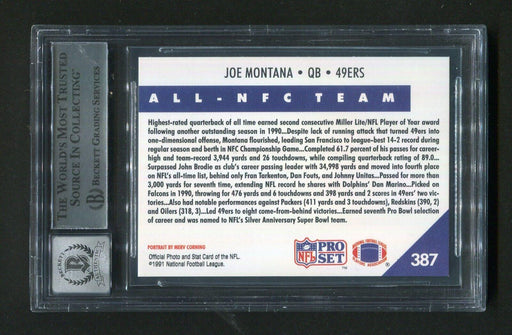 JOE MONTANA • QB • 49ERS
ALL-NFC TEAM
Highest-rated quarterback of all time earned second consecutive Miller Lite/NFL Player of Year award
following another outstanding season in 1990...Despite lack of running attack that turned 49ers into
one-dimensional offense, Montana flourished, leading San Francisco to league-best 14-2 record during
regular season and berth in NFC Championship Game...Completed 61.7 percent of his passes for career-
high and team-record 3,944 yards and 26 touchdowns, while compiling quarterback rating of 89.0...
Surpassed John Brodie as club's career passing leader with 34,998 yards and moved into fourth place
on NFL's all-time list, behind only Fran Tarkenton, Dan Fouts, and Johnny Unitas...Passed for more than
3,000 yards for seventh time, extending NFL record he shares with Dolphins' Dan Marino...Picked on
Falcons in 1990, throwing for 476 yards and 6 touchdowns and 398 yards and 2 scores in 49ers' two vic-
tories...Also had notable performances against Packers (411 yards and 3 touchdowns), Redskins (390, 2)
and Oilers (318, 3)...Led 49ers to eight come-from-behind victories...Earned seventh Pro Bowl selection
of career and was named to NFL's Silver Anniversary Super Bowl team.
PORTRAIT BY MERV CORNING
Official Photo and Stat Card of the NFL.
©1991 National Football League.
NFL PRO SET
TM
387
THE WORLD'S MOST TRUSTED
SOURCE IN COLLECTING™
BECKETT GRADING SERVICES
BECKETT